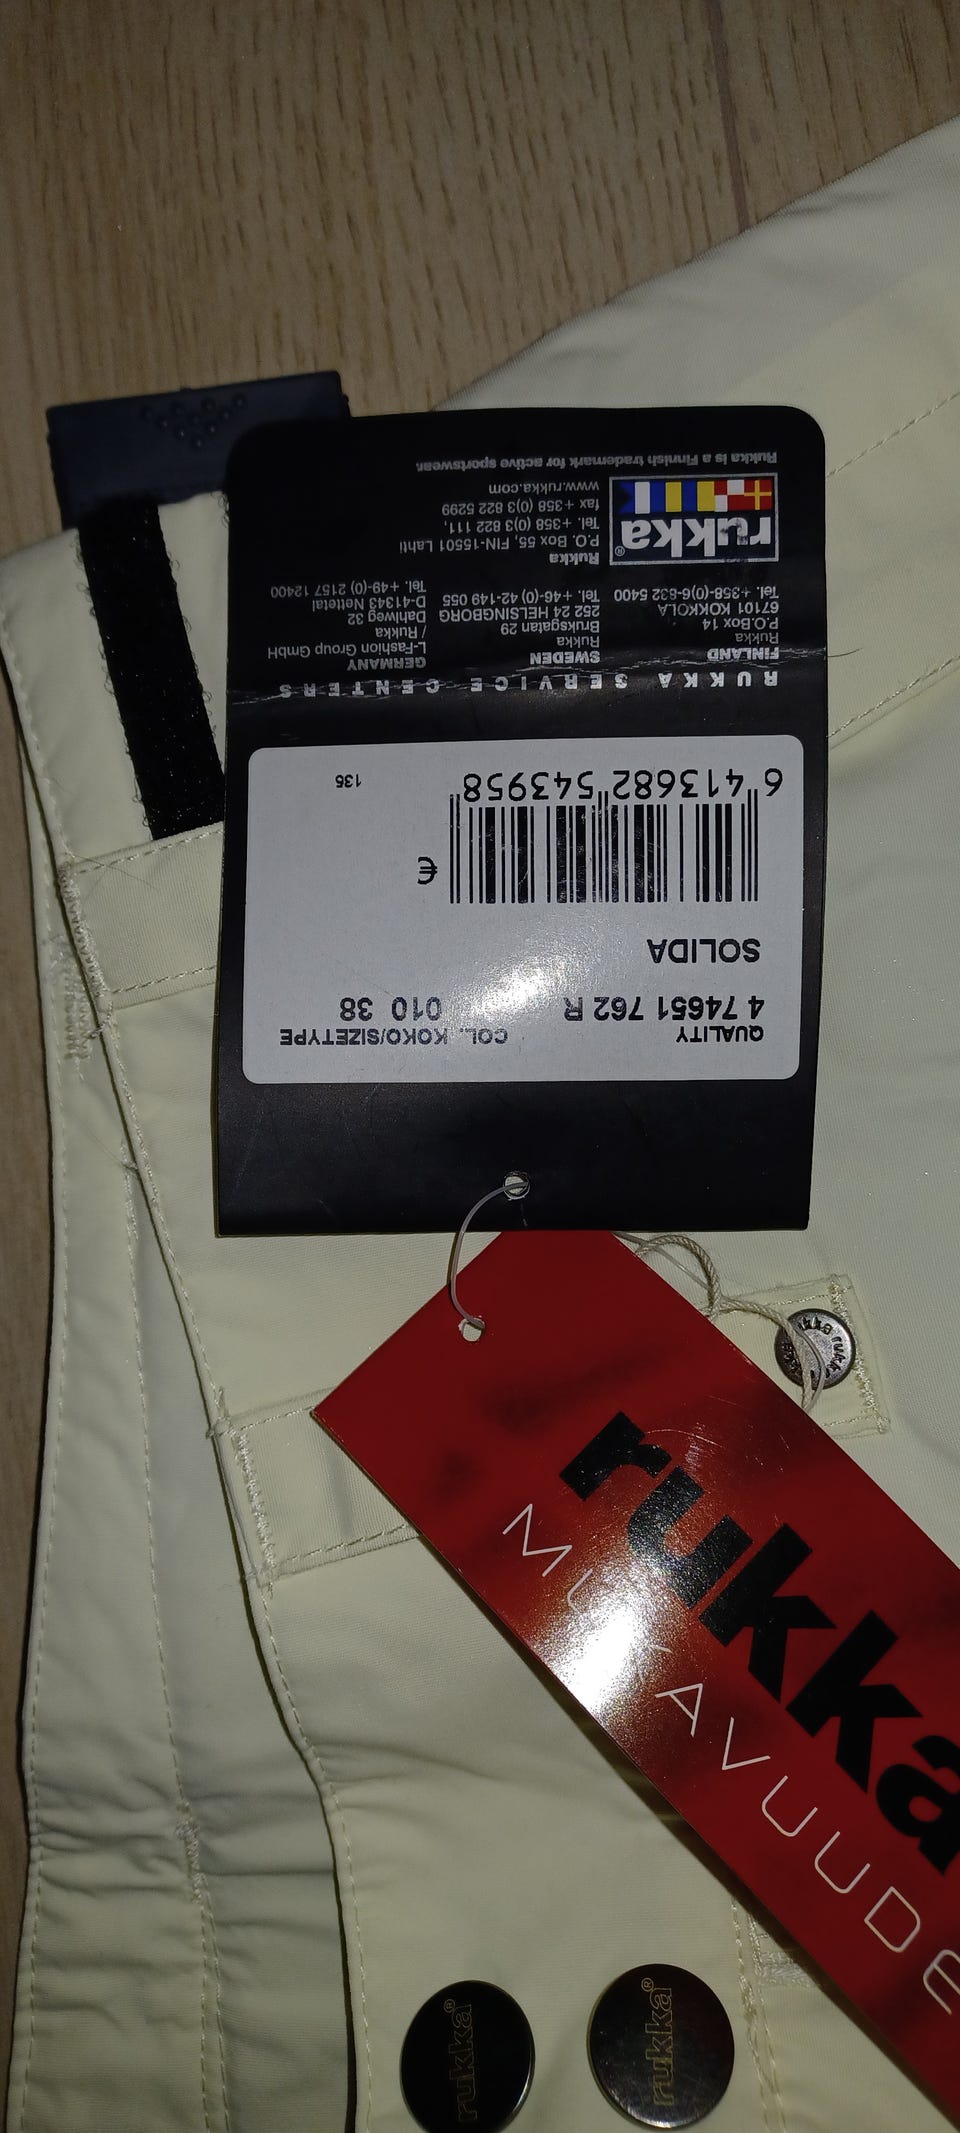 QUALITY COL. KOKO/SIZETYPE
4 74651 762 R 010 38
SOLIDA
€
6 413682 543958
135
RUKKA SERVICE CENTERS
FINLAND
Rukka
P.O.Box 14
67101 KOKKOLA
Tel. +358-(0)6-832 5400
SWEDEN
Rukka
Bruksgatan 29
252 24 HELSINGBORG
Tel. +46-(0) 42-149 055
GERMANY
L-Fashion Group GmbH
/ Rukka
Dahlweg 32
D-41343 Nettetal
Tel. +49-(0) 2157 12400
rukka®
Rukka
P.O. Box 55, FIN-15501 Lahti
Tel. + 358 (0)3 822 111,
fax + 358 (0)3 822 5299
www.rukka.com
Rukka is a Finnish trademark for active sportswear.
rukka
rukka
rukka®
rukka®